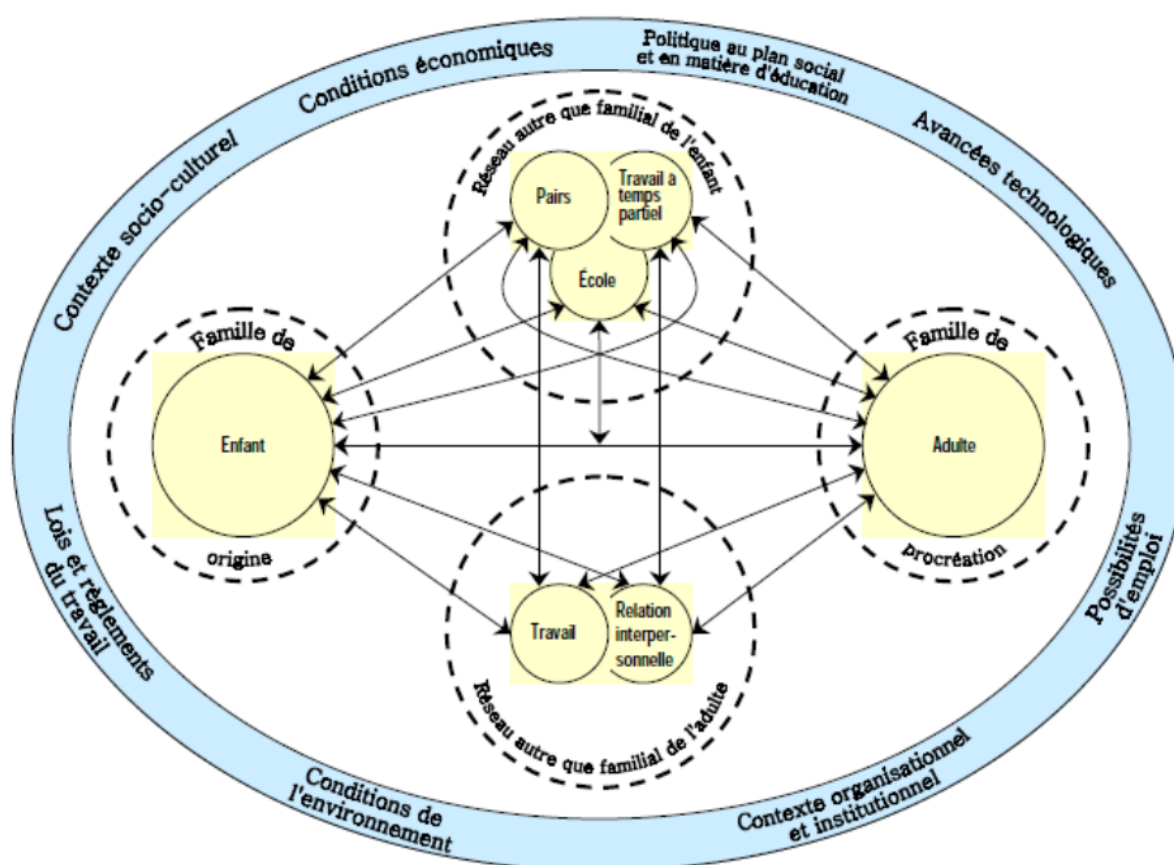 Conditions économiques
Politique au plan social
et en matière d'éducation
Avancées technologiques
Contexte socio-culturel
Réseau autre que familial de l'enfant
Pairs
Travail à
temps
partiel
École
Famille de
Enfant
origine
Famille de
Adulte
procréation
Lois et règlements
du travail
Possibilités
d'emploi
Travail
Relation
interper-
sonnelle
Réseau autre que familial de l'adulte
Conditions de
l'environnement
Contexte organisationnel
et institutionnel